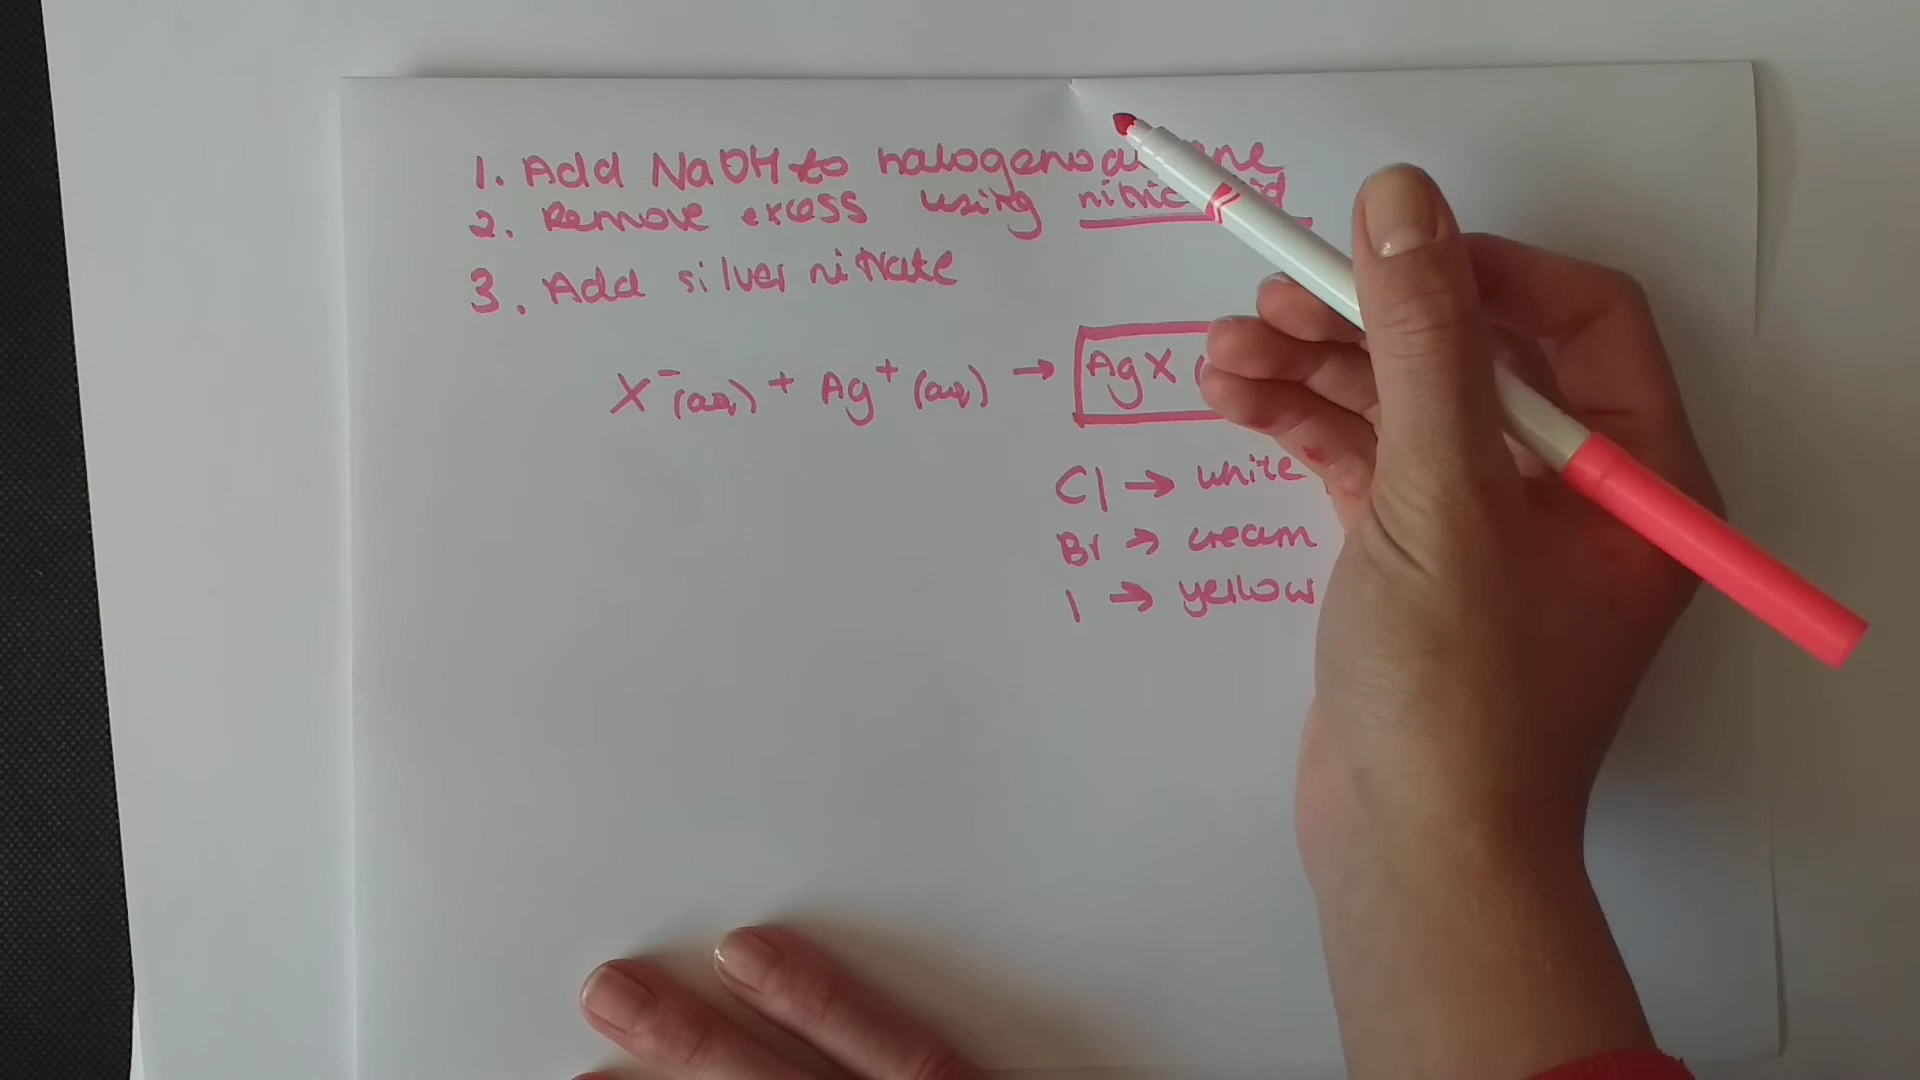 1. Add NaOH to
2. Remove excess using nitric
3. Add silver nitrate
X⁻(aq) + Ag⁺(aq) → AgX (
Cl → white
Br → cream
I → yellow